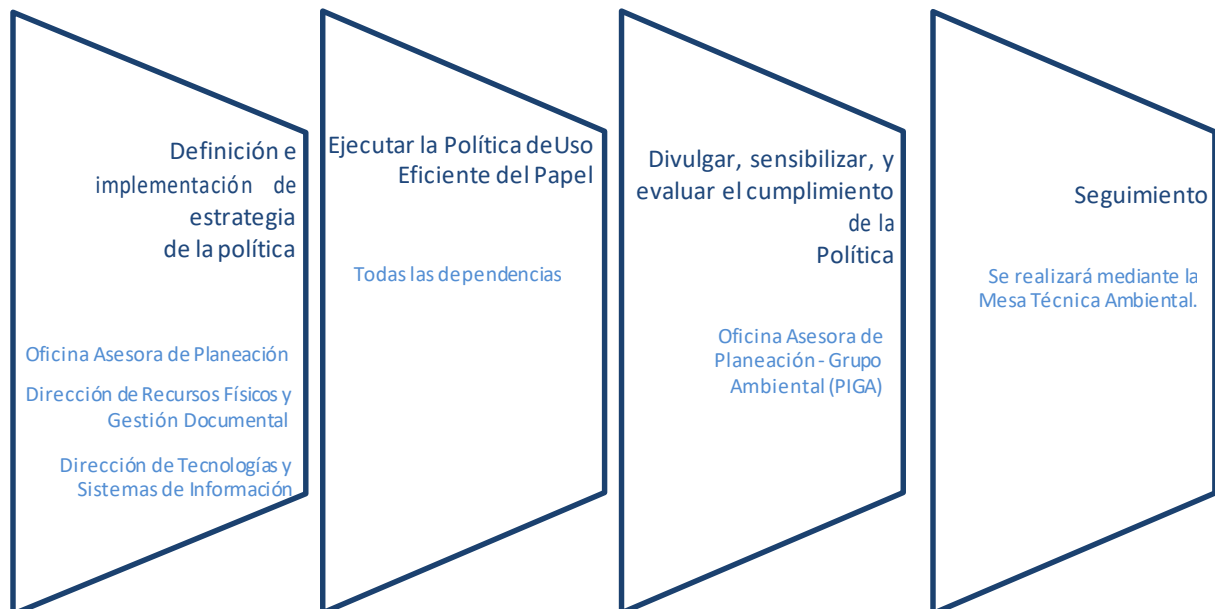 Definición e
implementación de
estrategia
de la política
Oficina Asesora de Planeación
Dirección de Recursos Físicos y
Gestión Documental
Dirección de Tecnologías y
Sistemas de Información
Ejecutar la Política de Uso
Eficiente del Papel
Todas las dependencias
Divulgar, sensibilizar, y
evaluar el cumplimiento
de la
Política
Oficina Asesora de
Planeación - Grupo
Ambiental (PIGA)
Seguimiento
Se realizará mediante la
Mesa Técnica Ambiental.